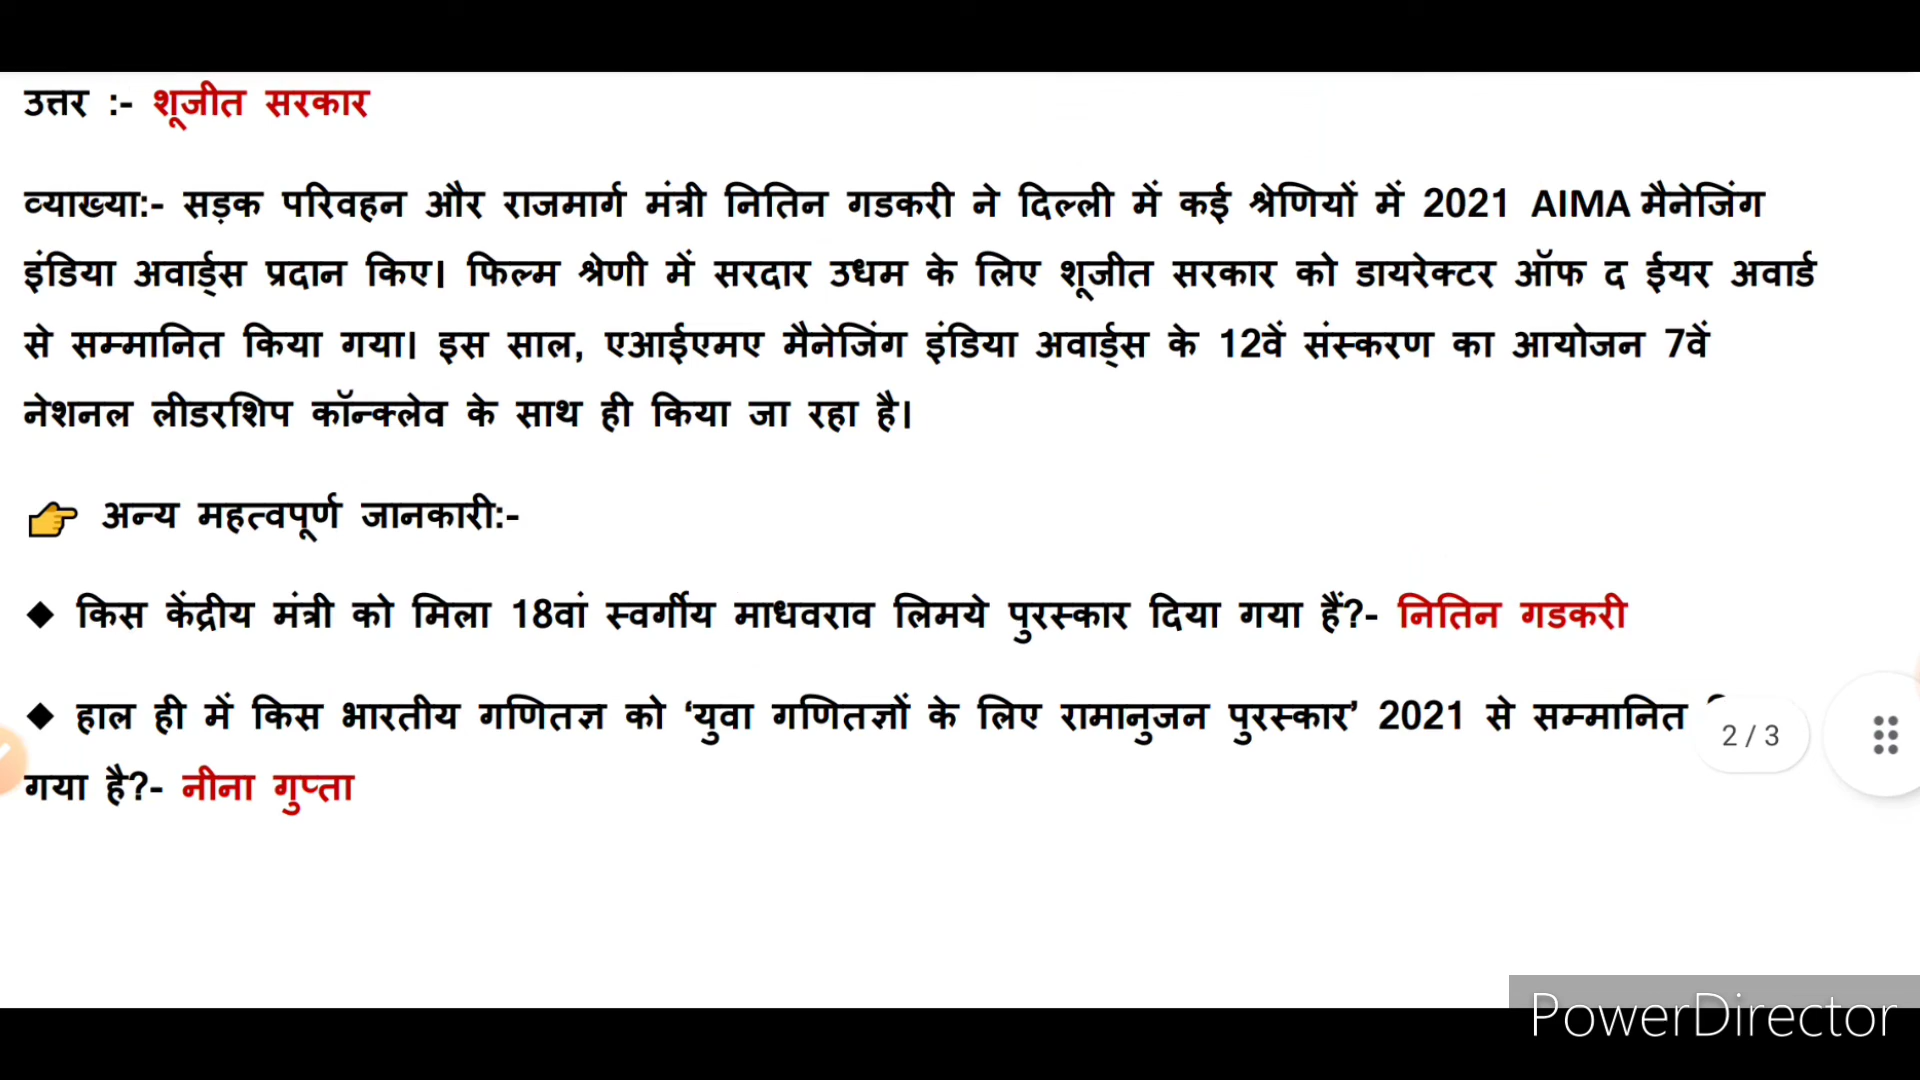 उत्तर :- शूजीत सरकार
व्याख्या:- सड़क परिवहन और राजमार्ग मंत्री नितिन गडकरी ने दिल्ली में कई श्रेणियों में 2021 AIMA मैनेजिंग
इंडिया अवार्ड्स प्रदान किए। फिल्म श्रेणी में सरदार उधम के लिए शूजीत सरकार को डायरेक्टर ऑफ द ईयर अवार्ड
से सम्मानित किया गया। इस साल, एआईएमए मैनेजिंग इंडिया अवार्ड्स के 12वें संस्करण का आयोजन 7वें
नेशनल लीडरशिप कॉन्क्लेव के साथ ही किया जा रहा है।
👉 अन्य महत्वपूर्ण जानकारी:-
◆ किस केंद्रीय मंत्री को मिला 18वां स्वर्गीय माधवराव लिमये पुरस्कार दिया गया हैं?- नितिन गडकरी
◆ हाल ही में किस भारतीय गणितज्ञ को ‘युवा गणितज्ञों के लिए रामानुजन पुरस्कार’ 2021 से सम्मानित
2 / 3
गया है?- नीना गुप्ता
PowerDirector